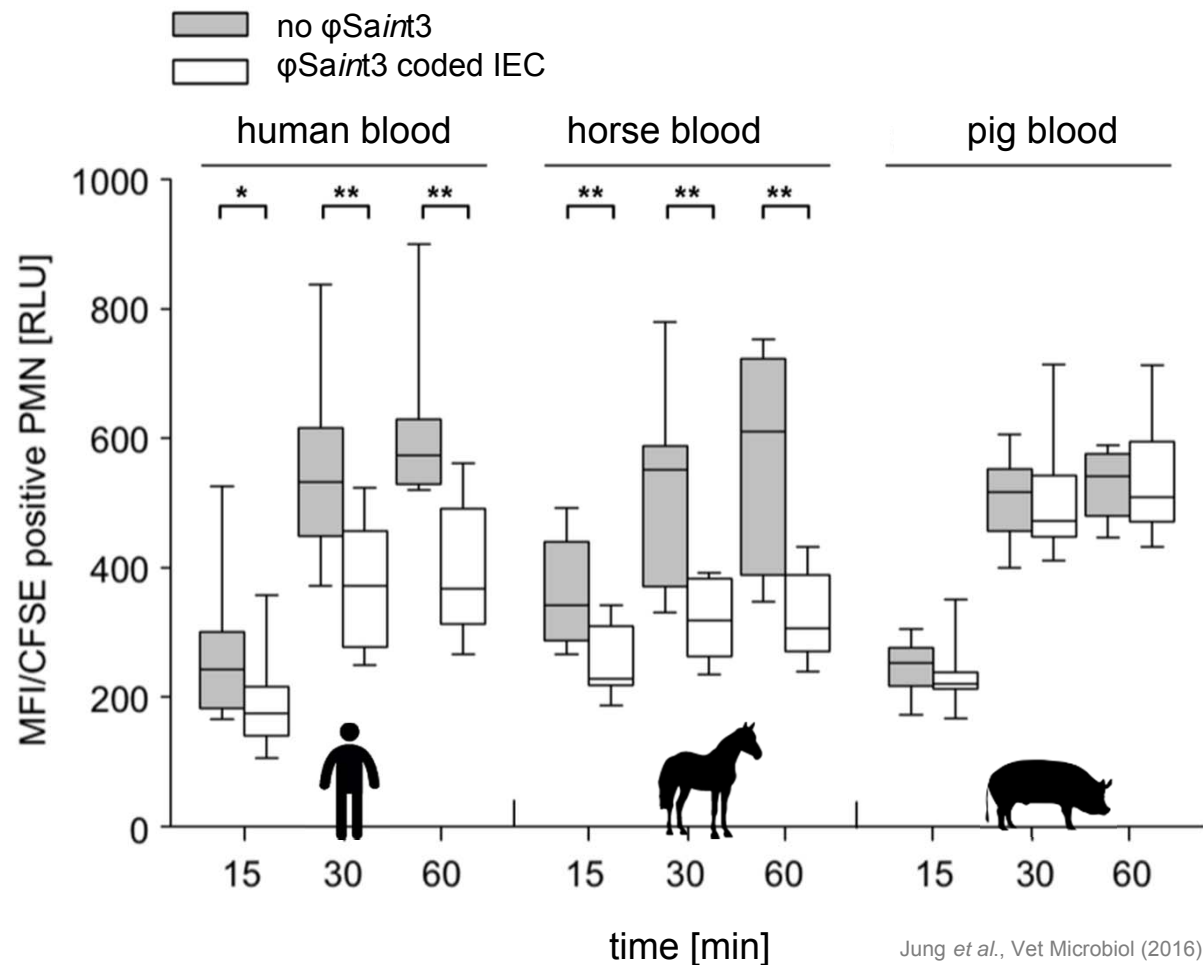 no φSaint3
φSaint3 coded IEC
human blood
horse blood
pig blood
* ** **
** ** **
MFI/CFSE positive PMN [RLU]
1000
800
600
400
200
0
15 30 60 15 30 60 15 30 60
time [min]
Jung et al., Vet Microbiol (2016)